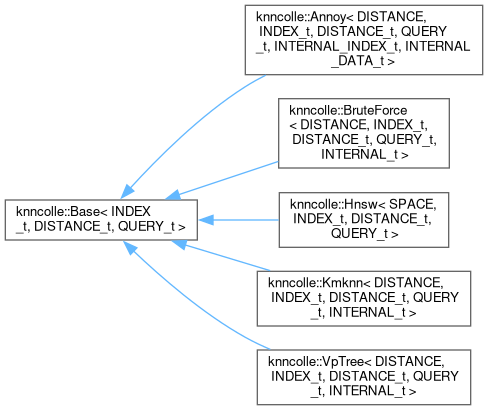 knncolle::Annoy< DISTANCE,
INDEX_t, DISTANCE_t, QUERY
_t, INTERNAL_INDEX_t, INTERNAL
_DATA_t >
knncolle::BruteForce
< DISTANCE, INDEX_t,
DISTANCE_t, QUERY_t,
INTERNAL_t >
knncolle::Base< INDEX
_t, DISTANCE_t, QUERY_t >
knncolle::Hnsw< SPACE,
INDEX_t, DISTANCE_t,
QUERY_t >
knncolle::Kmknn< DISTANCE,
INDEX_t, DISTANCE_t, QUERY
_t, INTERNAL_t >
knncolle::VpTree< DISTANCE,
INDEX_t, DISTANCE_t, QUERY
_t, INTERNAL_t >